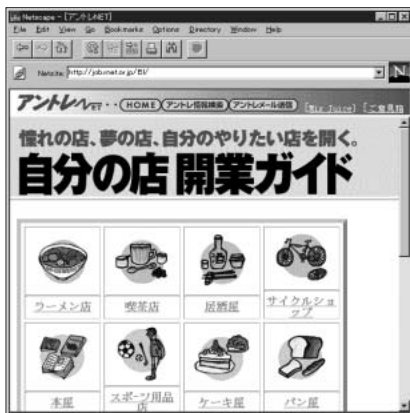 Netscape - [アントレNET]
File Edit View Go Bookmarks Options Directory Window Help
Netsite: http://job.net.or.jp/BJ/
N
アントレNET ・・ HOME アントレ情報検索 アントレメール通信 [Biz Juice] [ご意見箱
憧れの店、夢の店、自分のやりたい店を開く。
自分の店開業ガイド
ラーメン店
喫茶店
居酒屋
サイクルショップ
本屋
スポーツ用品店
ケーキ屋
パン屋